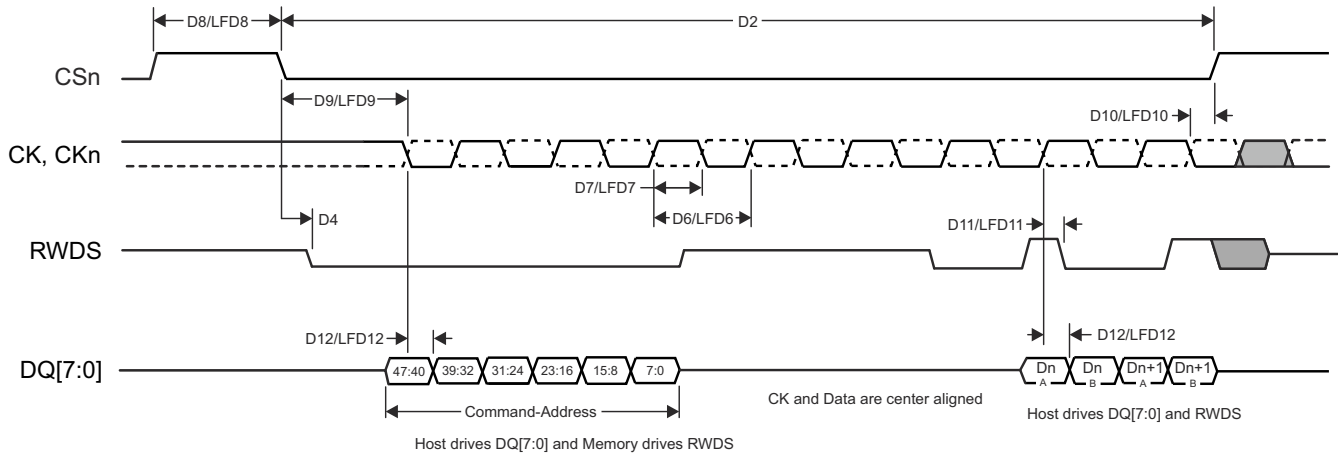 D8/LFD8
D2
CSn
D9/LFD9
D10/LFD10
CK, CKn
D7/LFD7
D4
D6/LFD6
D11/LFD11
RWDS
D12/LFD12
D12/LFD12
DQ[7:0]
47:40 39:32 31:24 23:16 15:8 7:0
Dn Dn Dn+1 Dn+1
A B A B
Command-Address
CK and Data are center aligned
Host drives DQ[7:0] and RWDS
Host drives DQ[7:0] and Memory drives RWDS